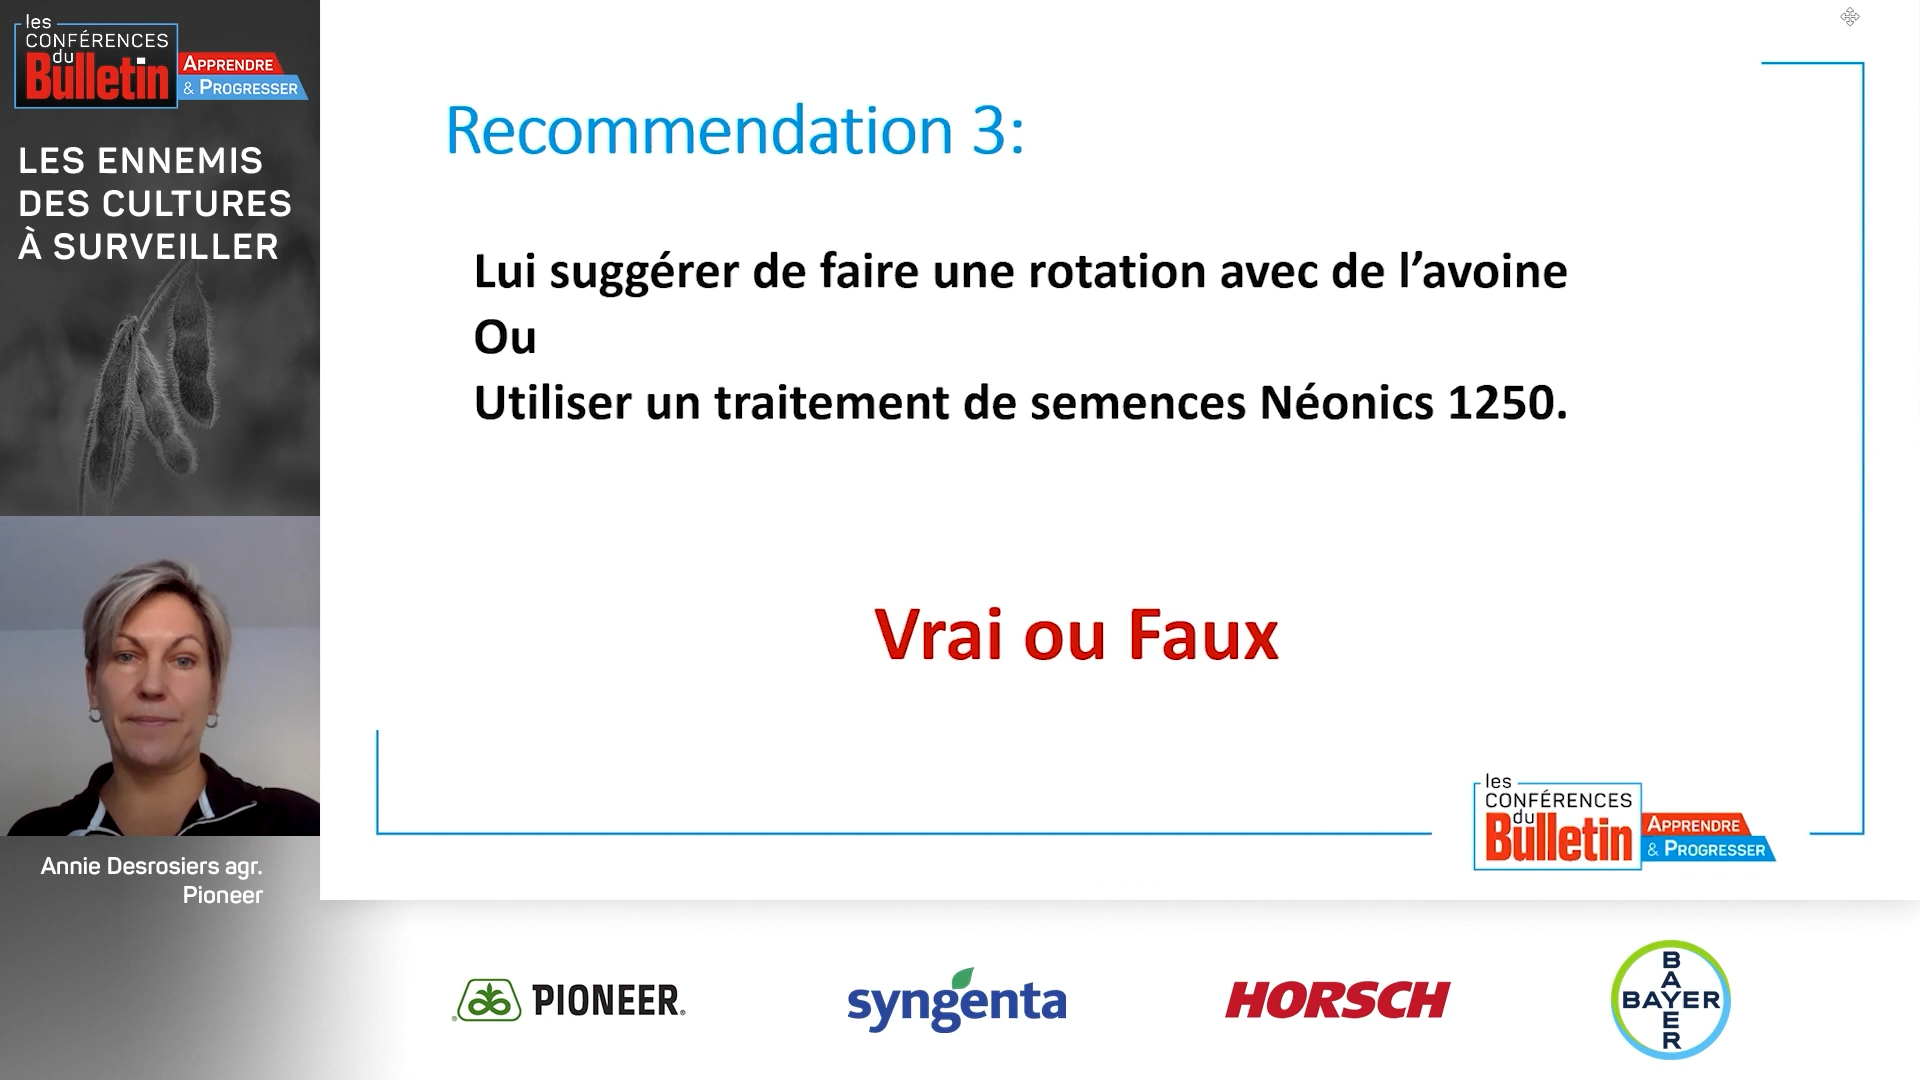 les
CONFÉRENCES
du
Bulletin
APPRENDRE
& PROGRESSER
LES ENNEMIS
DES CULTURES
À SURVEILLER
Annie Desrosiers agr.
Pioneer
Recommendation 3:
Lui suggérer de faire une rotation avec de l’avoine
Ou
Utiliser un traitement de semences Néonics 1250.
Vrai ou Faux
les
CONFÉRENCES
du
Bulletin
APPRENDRE
& PROGRESSER
PIONEER
syngenta
HORSCH
BAYER
BAYER